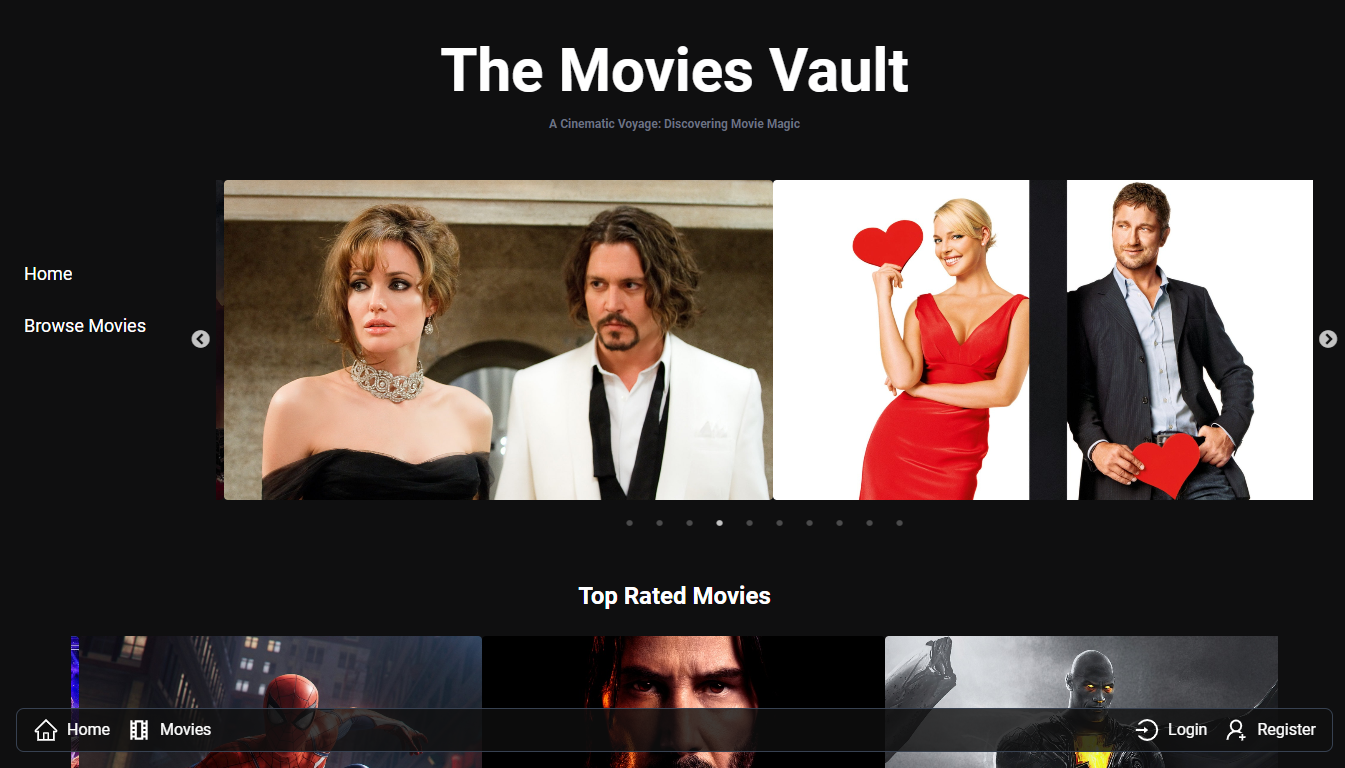 The Movies Vault
A Cinematic Voyage: Discovering Movie Magic
Home
Browse Movies
Top Rated Movies
Home Movies Login Register